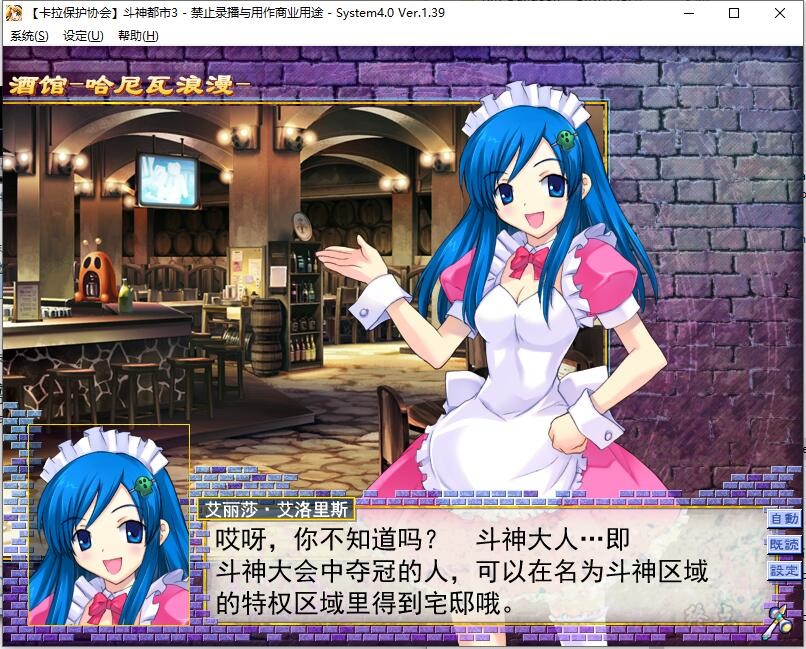 【卡拉保护协会】斗神都市3 - 禁止录播与用作商业用途 - System4.0 Ver.1.39
系统(S) 设定(U) 帮助(H)
酒馆-哈尼瓦浪漫-
艾丽莎·艾洛里斯
哎呀，你不知道吗？ 斗神大人…即
斗神大会中夺冠的人，可以在名为斗神区域
的特权区域里得到宅邸哦。
自動
既読
設定